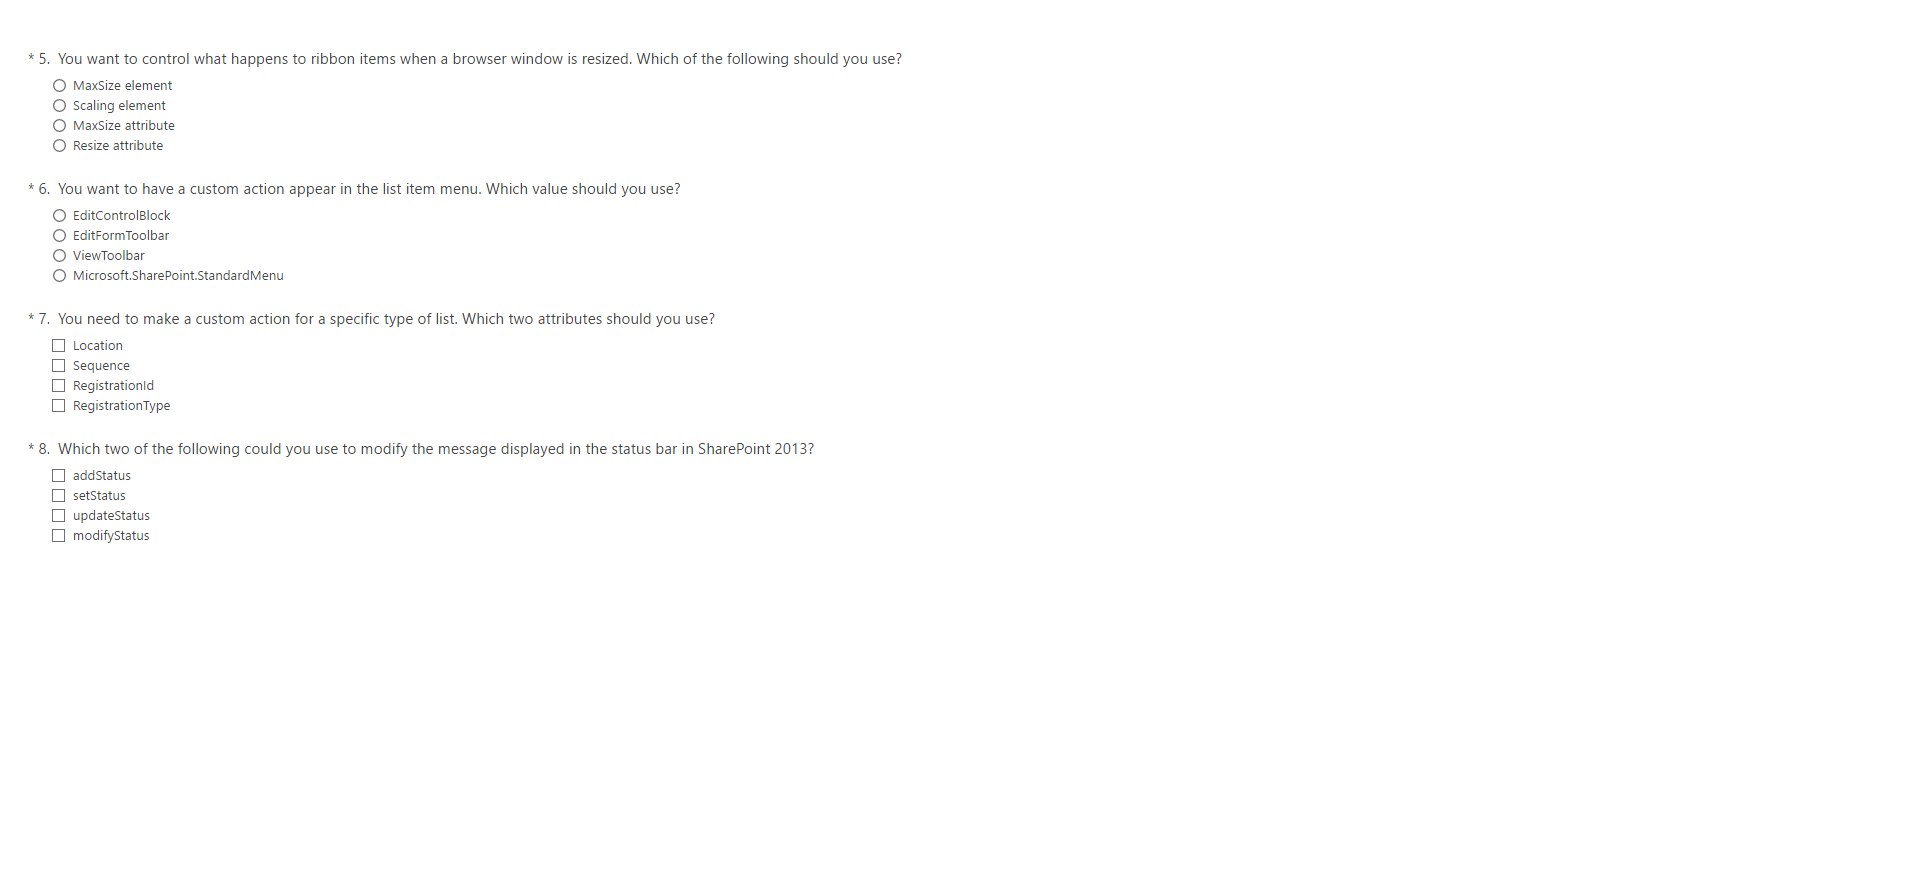 * 5. You want to control what happens to ribbon items when a browser window is resized. Which of the following should you use?
MaxSize element
Scaling element
MaxSize attribute
Resize attribute
* 6. You want to have a custom action appear in the list item menu. Which value should you use?
EditControlBlock
EditFormToolbar
ViewToolbar
Microsoft.SharePoint.StandardMenu
* 7. You need to make a custom action for a specific type of list. Which two attributes should you use?
Location
Sequence
RegistrationId
RegistrationType
* 8. Which two of the following could you use to modify the message displayed in the status bar in SharePoint 2013?
addStatus
setStatus
updateStatus
modifyStatus